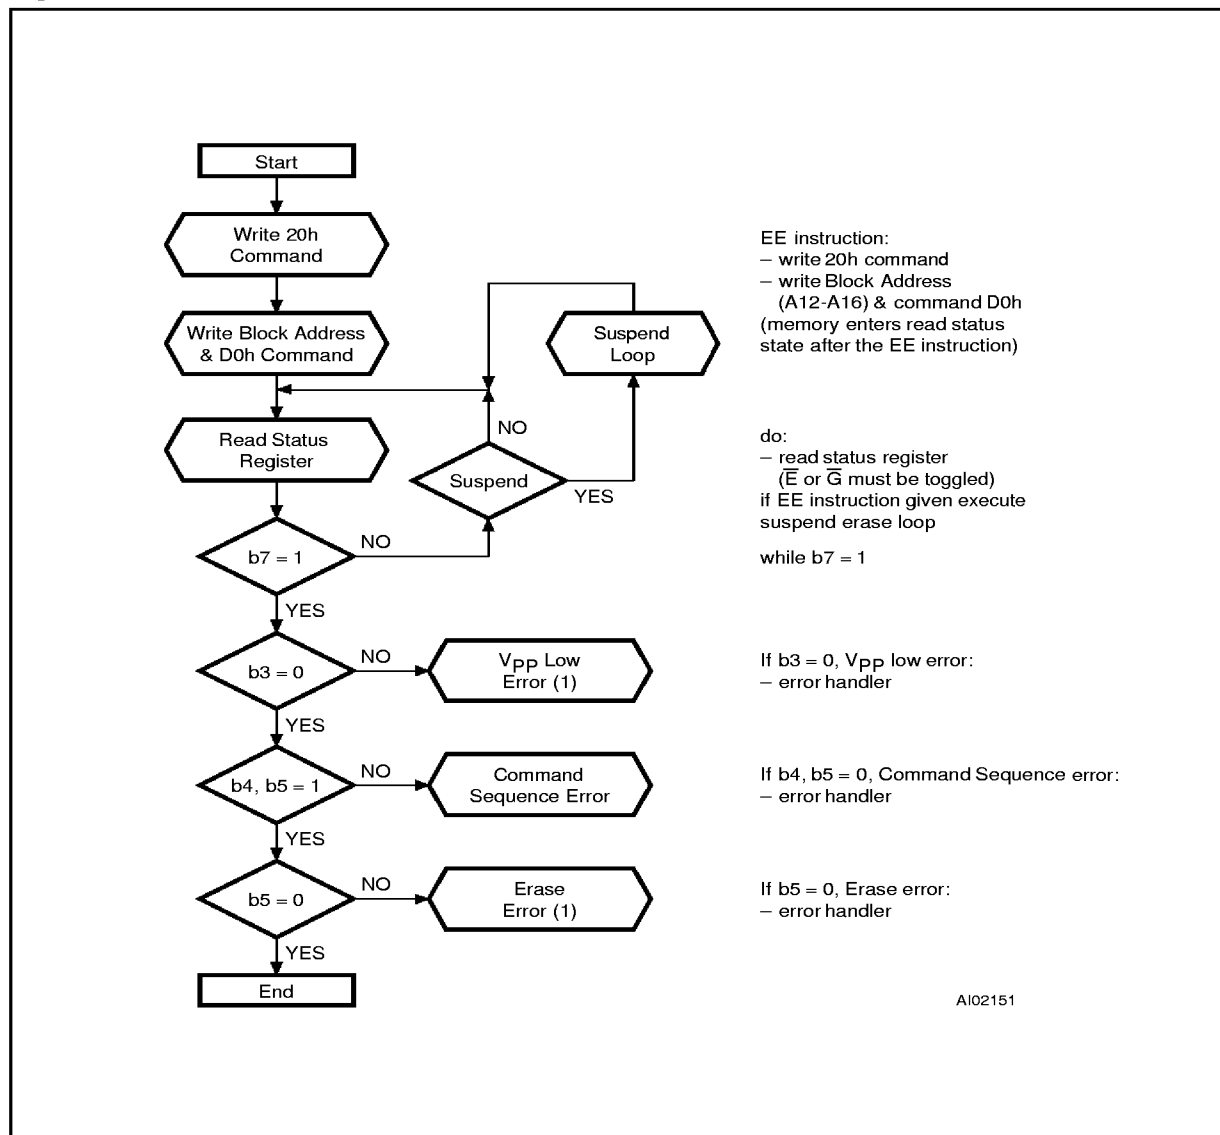 Start
Write 20h
Command
Write Block Address
& D0h Command
Read Status
Register
b7 = 1
NO
YES
Suspend
NO
YES
Suspend
Loop
b3 = 0
NO
YES
VPP Low
Error (1)
b4, b5 = 1
NO
YES
Command
Sequence Error
b5 = 0
NO
YES
Erase
Error (1)
End
EE instruction:
– write 20h command
– write Block Address
(A12-A16) & command D0h
(memory enters read status
state after the EE instruction)
do:
– read status register
(E̅ or G̅ must be toggled)
if EE instruction given execute
suspend erase loop
while b7 = 1
If b3 = 0, VPP low error:
– error handler
If b4, b5 = 0, Command Sequence error:
– error handler
If b5 = 0, Erase error:
– error handler
AI02151